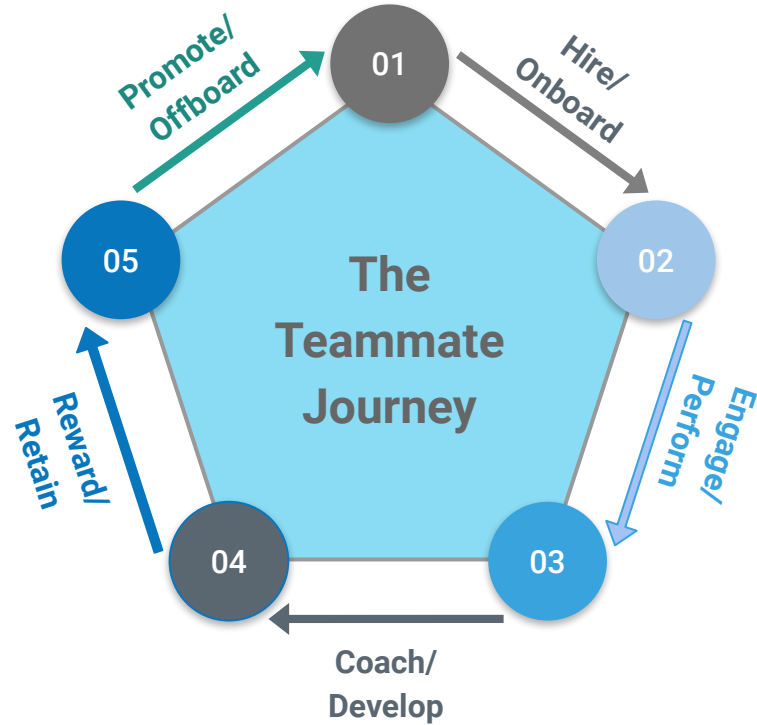 The
Teammate
Journey
01
Hire/
Onboard
02
Engage/
Perform
03
Coach/
Develop
04
Reward/
Retain
05
Promote/
Offboard